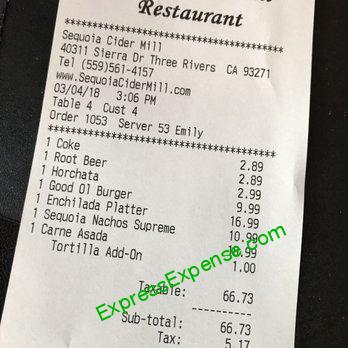 Restaurant
************************************
Sequoia Cider Mill
40311 Sierra Dr Three Rivers CA 93271
Tel (559)561-4157
www.SequoiaCiderMill.com
03/04/18 3:06 PM
Table 4 Cust 4
Order 1053 Server 53 Emily
************************************
1 Coke 2.89
1 Root Beer 2.89
1 Horchata 2.99
1 Good Ol Burger 9.99
1 Enchilada Platter 16.99
1 Sequoia Nachos Supreme 10.99
1 Carne Asada
Tortilla Add-On 1.00
ExpressExpense.com
Taxable: 66.73
----------
Sub-total: 66.73
Tax: 5.17